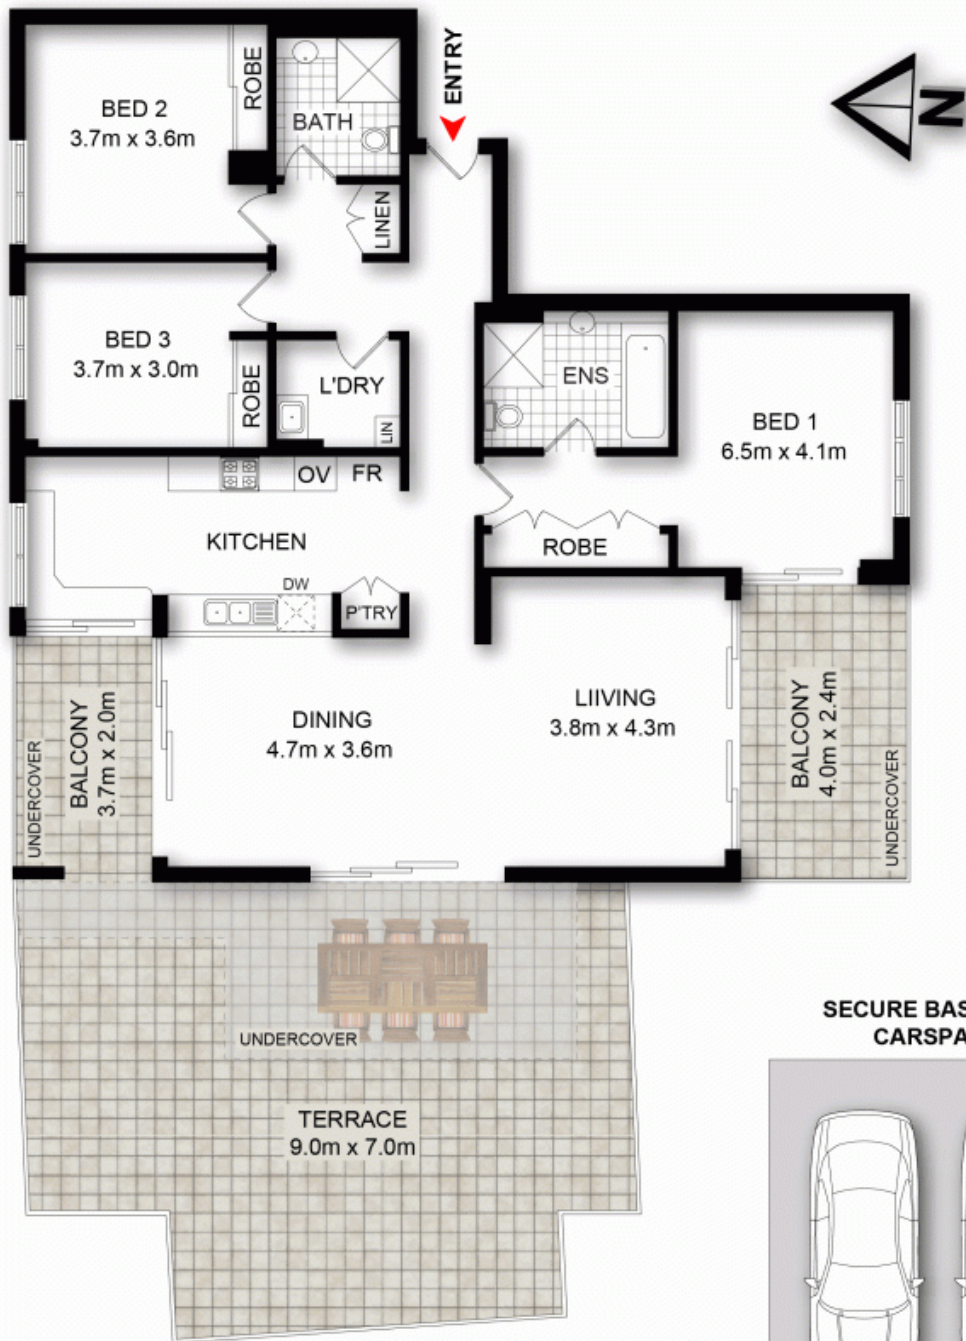 ENTRY
N
BED 2
3.7m x 3.6m
ROBE
BATH
LINEN
BED 3
3.7m x 3.0m
ROBE
L'DRY
LIN
ENS
BED 1
6.5m x 4.1m
OV
FR
KITCHEN
ROBE
DW
P'TRY
BALCONY
3.7m x 2.0m
UNDERCOVER
DINING
4.7m x 3.6m
LIIVING
3.8m x 4.3m
BALCONY
4.0m x 2.4m
UNDERCOVER
UNDERCOVER
TERRACE
9.0m x 7.0m
SECURE BAS
CARSPA